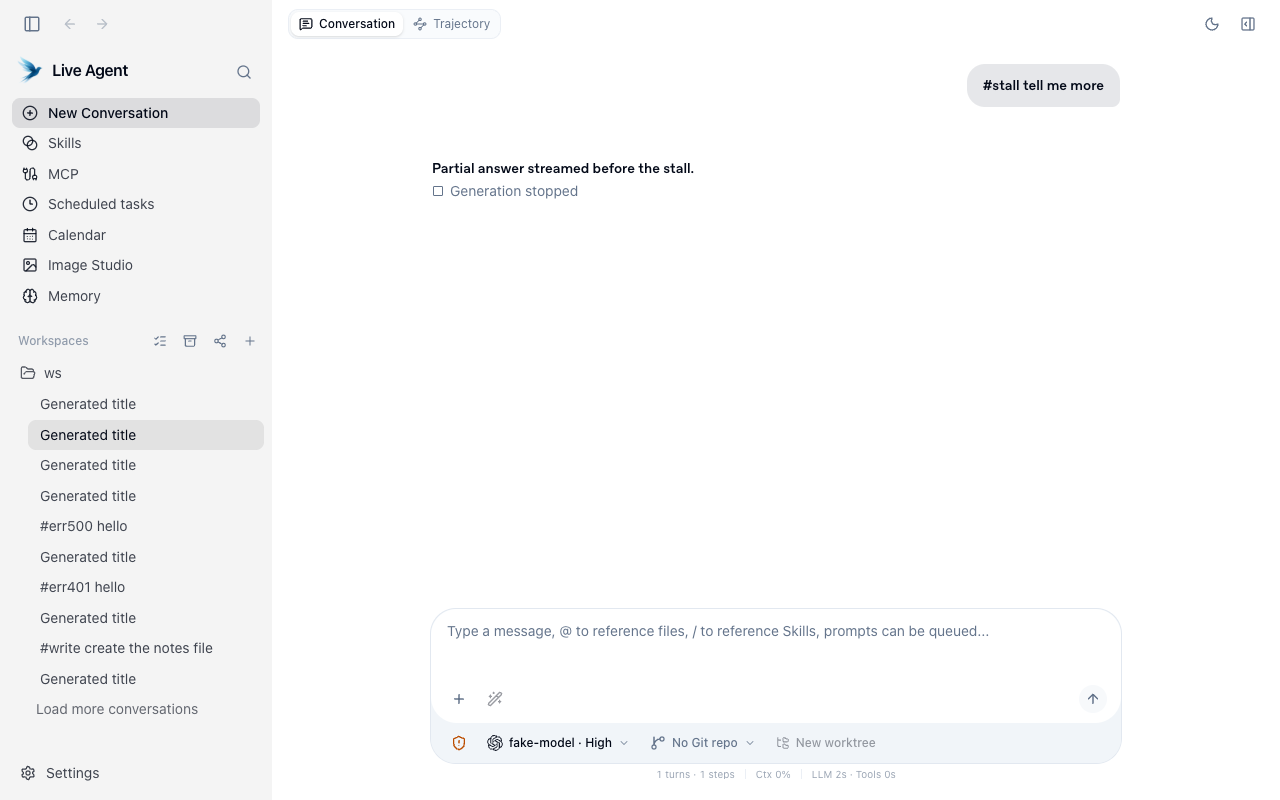 Conversation
Trajectory
Live Agent
New Conversation
Skills
MCP
Scheduled tasks
Calendar
Image Studio
Memory
Workspaces
ws
Generated title
Generated title
Generated title
Generated title
#err500 hello
Generated title
#err401 hello
Generated title
#write create the notes file
Generated title
Load more conversations
Settings
#stall tell me more
Partial answer streamed before the stall.
Generation stopped
Type a message, @ to reference files, / to reference Skills, prompts can be queued...
fake-model · High
No Git repo
New worktree
1 turns · 1 steps
Ctx 0%
LLM 2s · Tools 0s